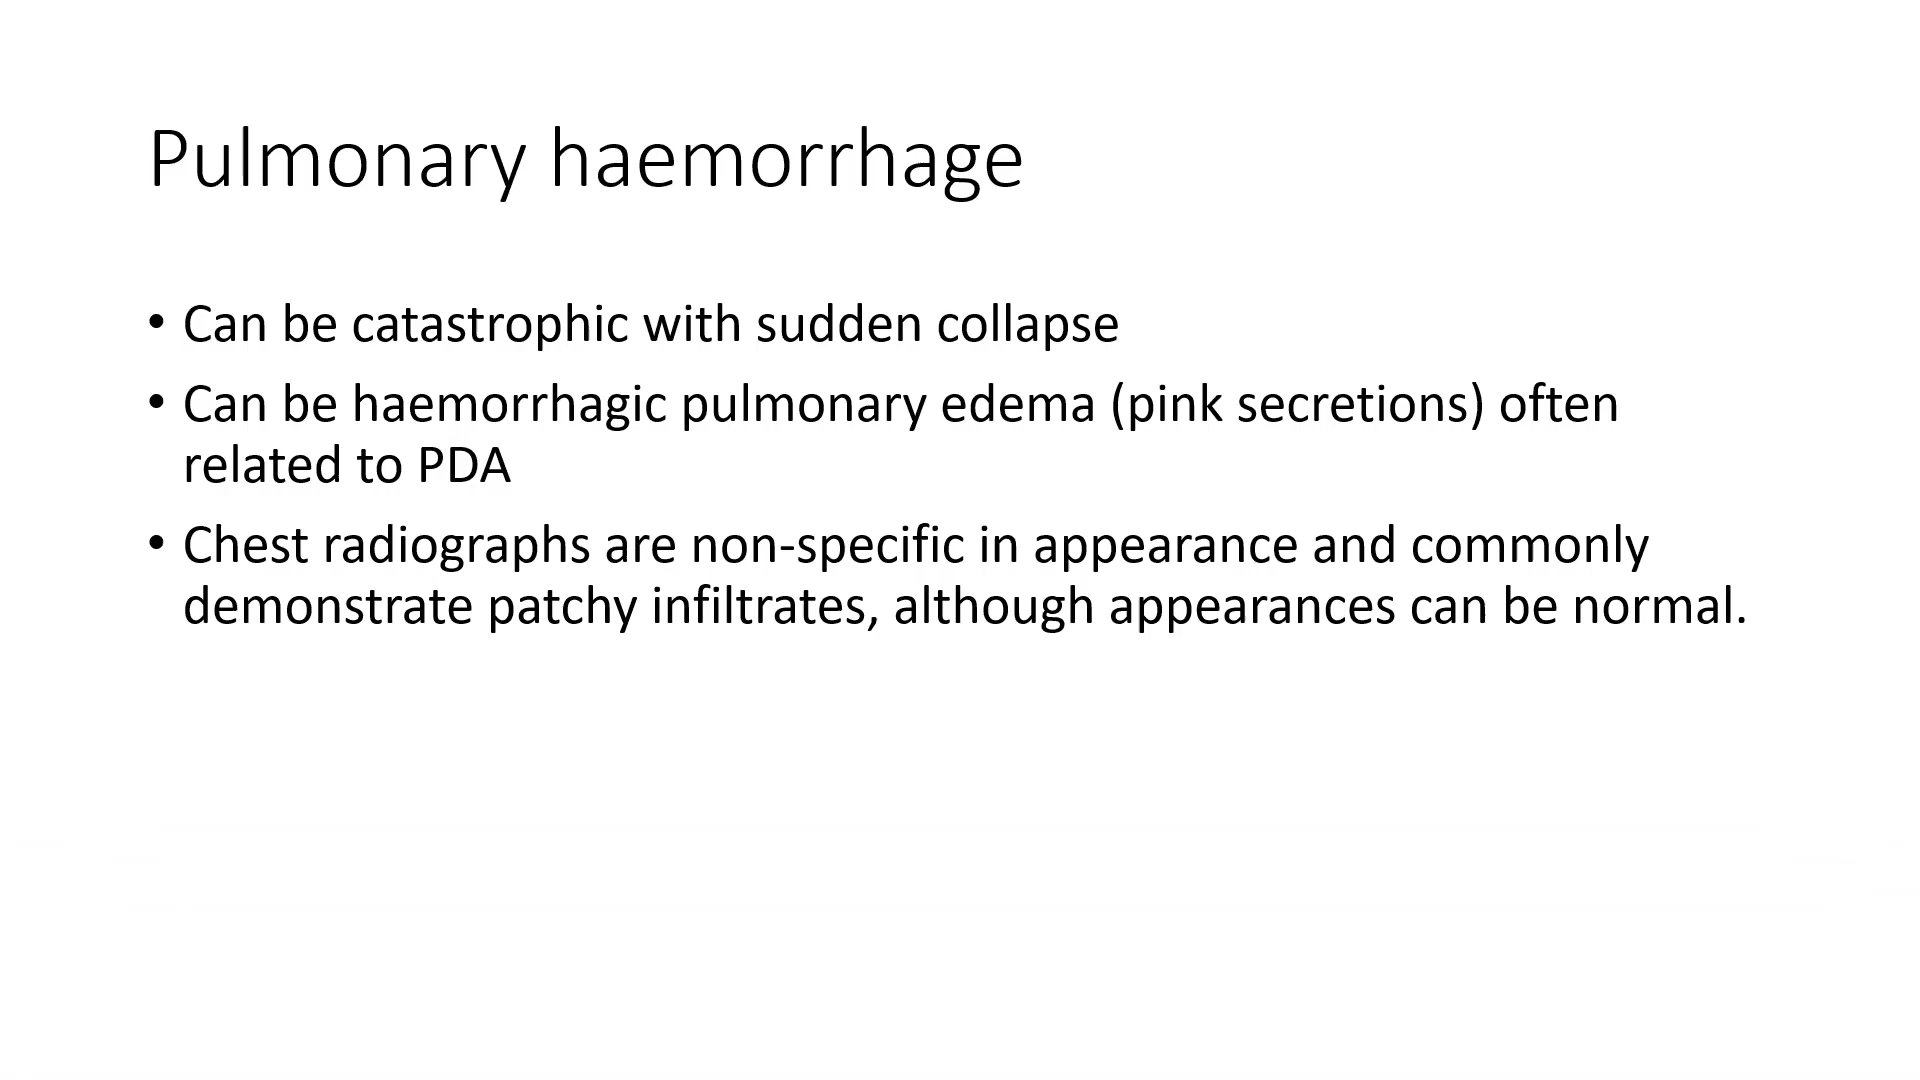 Pulmonary haemorrhage
• Can be catastrophic with sudden collapse
• Can be haemorrhagic pulmonary edema (pink secretions) often
related to PDA
• Chest radiographs are non-specific in appearance and commonly
demonstrate patchy infiltrates, although appearances can be normal.